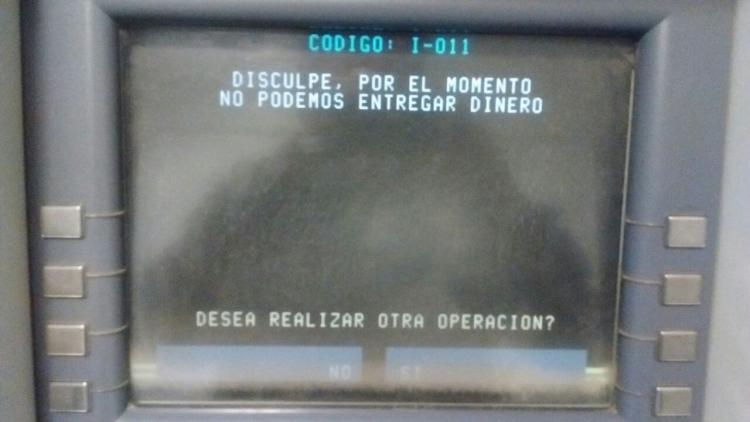 CODIGO: I-011
DISCULPE, POR EL MOMENTO
NO PODEMOS ENTREGAR DINERO
DESEA REALIZAR OTRA OPERACION?
NO SI